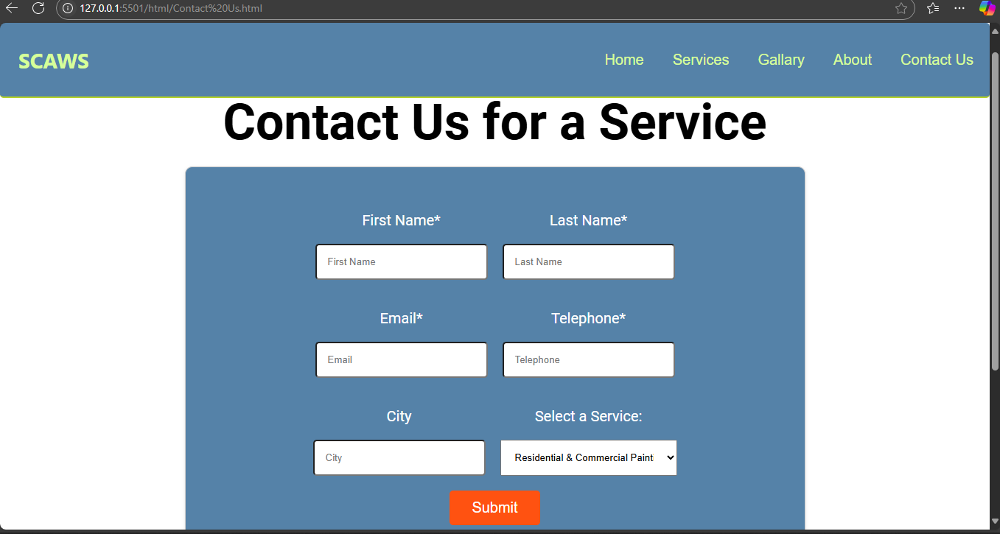 127.0.0.1:5501/html/Contact%20Us.html
SCAWS Home Services Gallary About Contact Us
Contact Us for a Service
First Name* Last Name*
First Name Last Name
Email* Telephone*
Email Telephone
City Select a Service:
City Residential & Commercial Paint
Submit